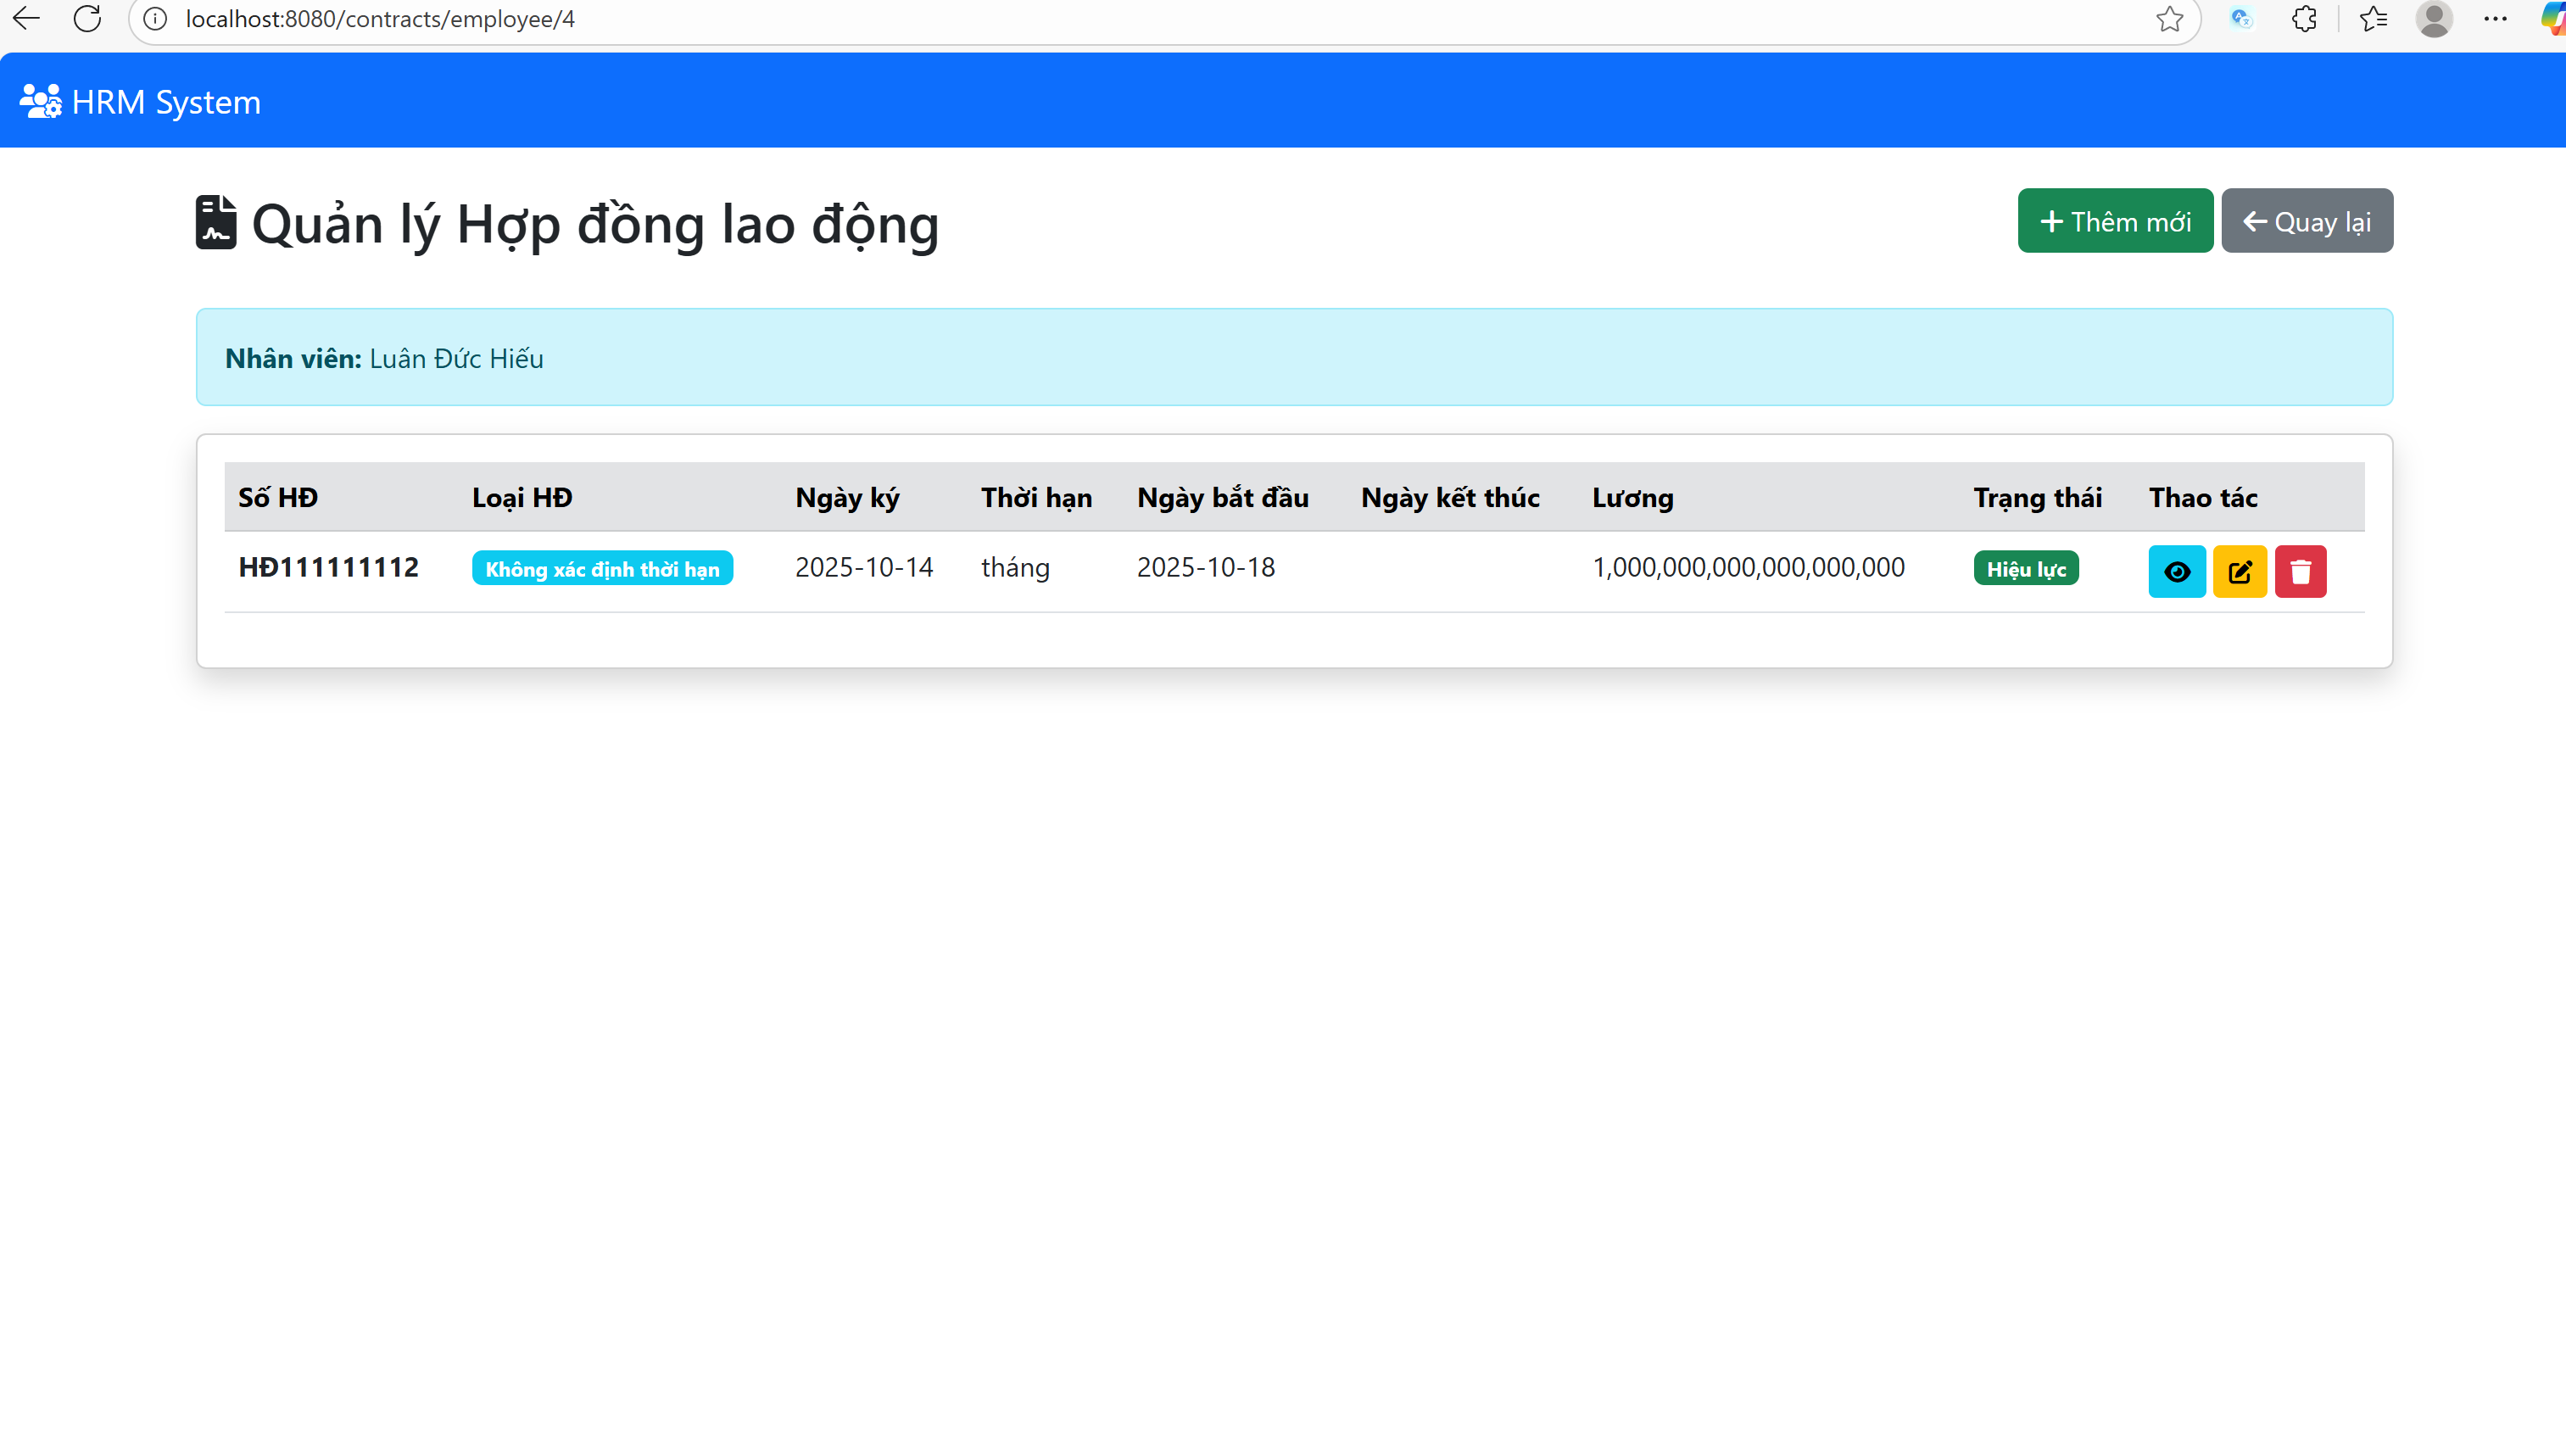 localhost:8080/contracts/employee/4
HRM System
Quản lý Hợp đồng lao động
Thêm mới
Quay lại
Nhân viên: Luân Đức Hiếu
Số HĐ Loại HĐ Ngày ký Thời hạn Ngày bắt đầu Ngày kết thúc Lương Trạng thái Thao tác
HĐ111111112 Không xác định thời hạn 2025-10-14 tháng 2025-10-18 1,000,000,000,000,000,000 Hiệu lực